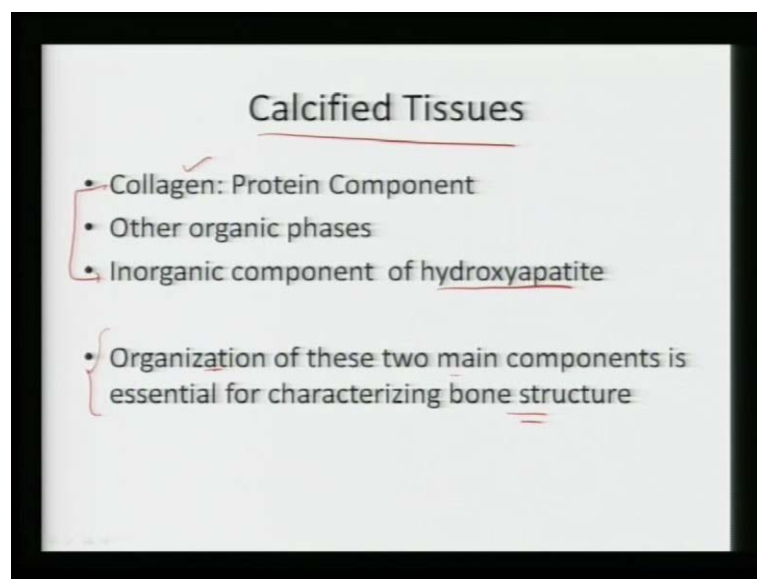 Calcified Tissues
• Collagen: Protein Component
• Other organic phases
• Inorganic component of hydroxyapatite
• Organization of these two main components is
essential for characterizing bone structure